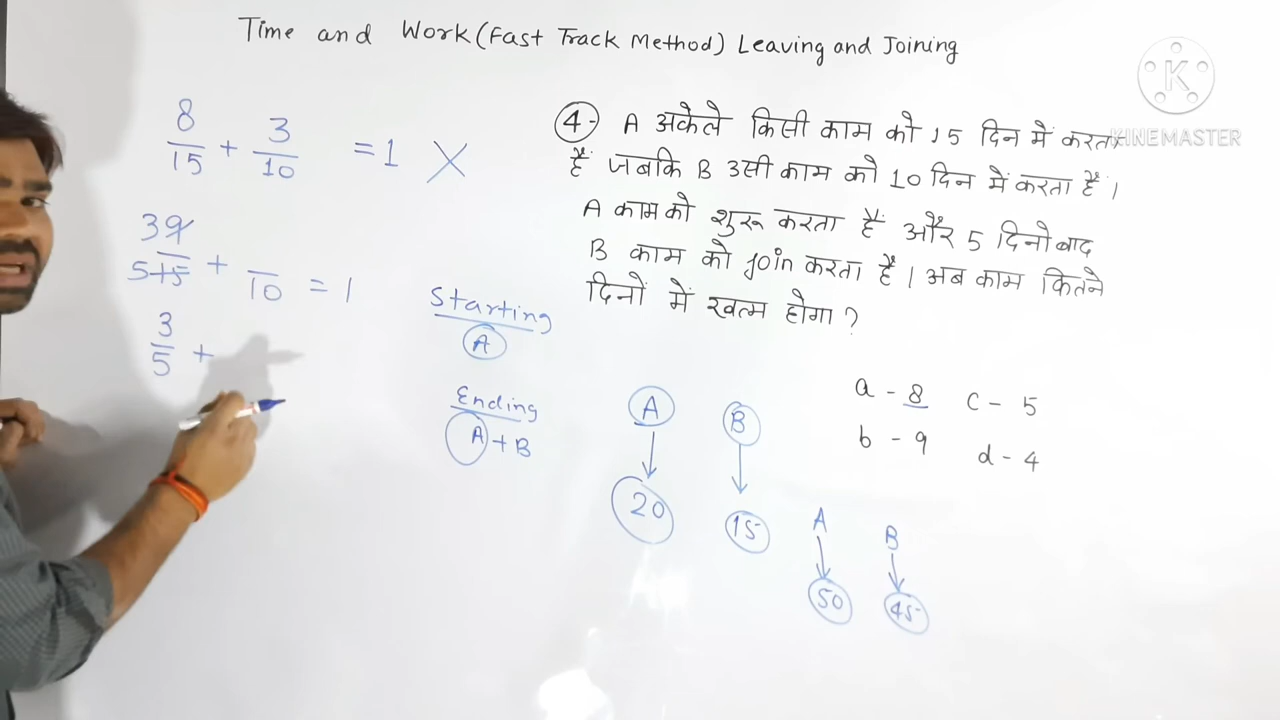 Time and Work (Fast Track Method) Leaving and Joining
8/15 + 3/10 = 1 X
39/515 + /10 = 1
3/5 +
Starting
A
Ending
A + B
4- A अकेले किसी काम को 15 दिन में करता
है जबकि B उसी काम को 10 दिन में करता है।
A काम को शुरू करता है और 5 दिनो बाद
B काम को join करता है। अब काम कितने
दिनों में खत्म होगा?
a - 8 c - 5
b - 9 d - 4
A B
20 15
A B
50 45
K
KINEMASTER